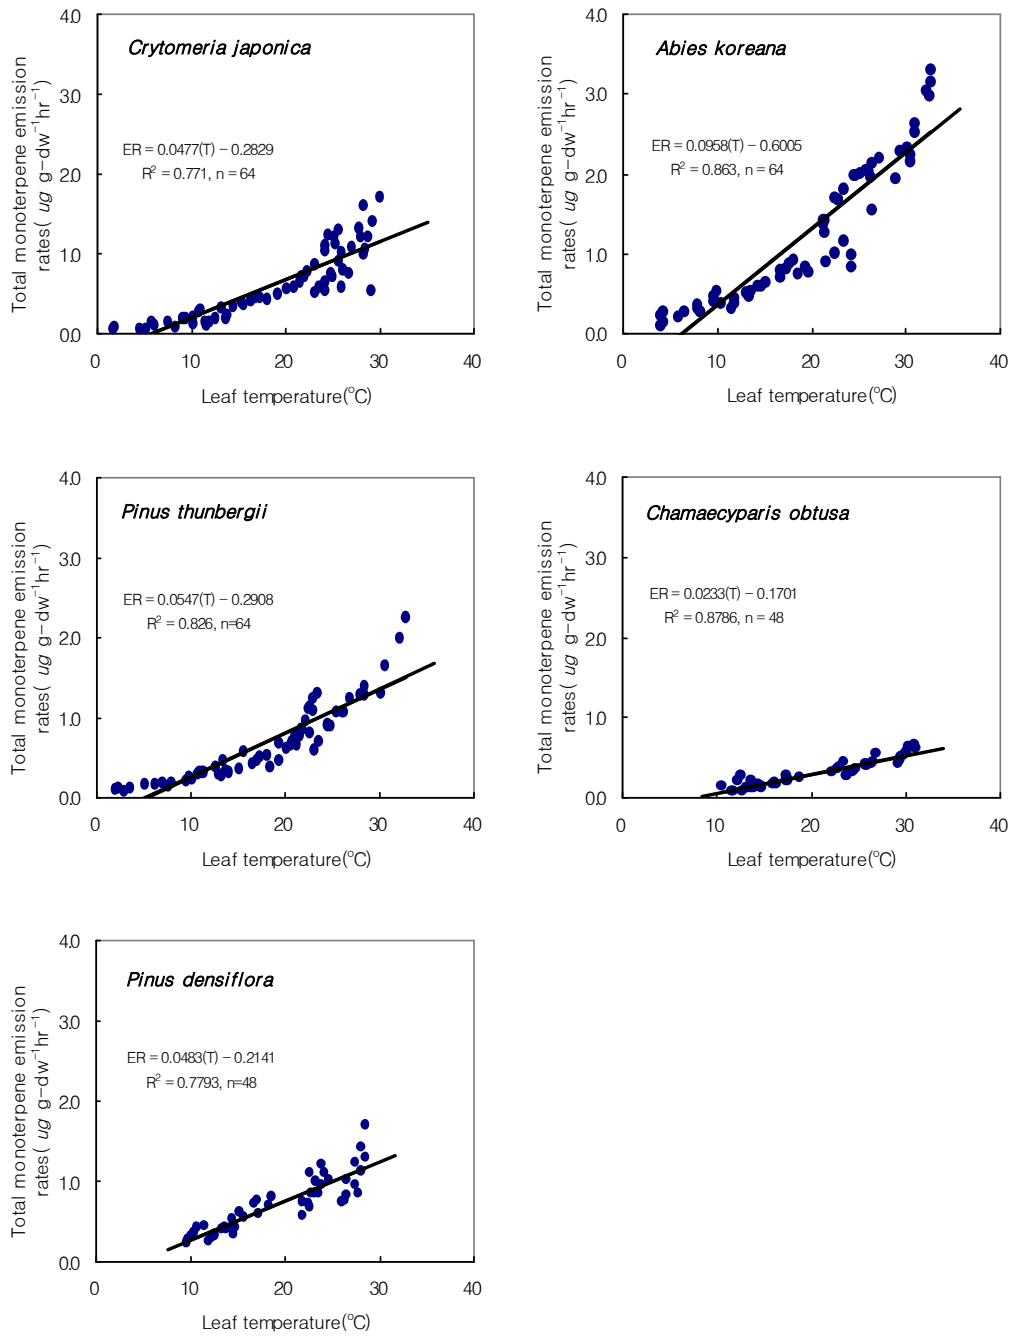 Crytomeria japonica
ER = 0.0477(T) − 0.2829
R² = 0.771, n = 64
Total monoterpene emission
rates( ug g−dw⁻¹hr⁻¹)
4.0
3.0
2.0
1.0
0.0
0 10 20 30 40
Leaf temperature(°C)
Abies koreana
ER = 0.0958(T) − 0.6005
R² = 0.863, n = 64
Total monoterpene emission
rates( ug g−dw⁻¹hr⁻¹)
4.0
3.0
2.0
1.0
0.0
0 10 20 30 40
Leaf temperature(°C)
Pinus thunbergii
ER = 0.0547(T) − 0.2908
R² = 0.826, n=64
Total monoterpene emission
rates( ug g−dw⁻¹hr⁻¹)
4.0
3.0
2.0
1.0
0.0
0 10 20 30 40
Leaf temperature(°C)
Chamaecyparis obtusa
ER = 0.0233(T) − 0.1701
R² = 0.8786, n = 48
Total monoterpene emission
rates( ug g−dw⁻¹hr⁻¹)
4.0
3.0
2.0
1.0
0.0
0 10 20 30 40
Leaf temperature(°C)
Pinus densiflora
ER = 0.0483(T) − 0.2141
R² = 0.7793, n=48
Total monoterpene emission
rates( ug g−dw⁻¹hr⁻¹)
4.0
3.0
2.0
1.0
0.0
0 10 20 30 40
Leaf temperature(°C)